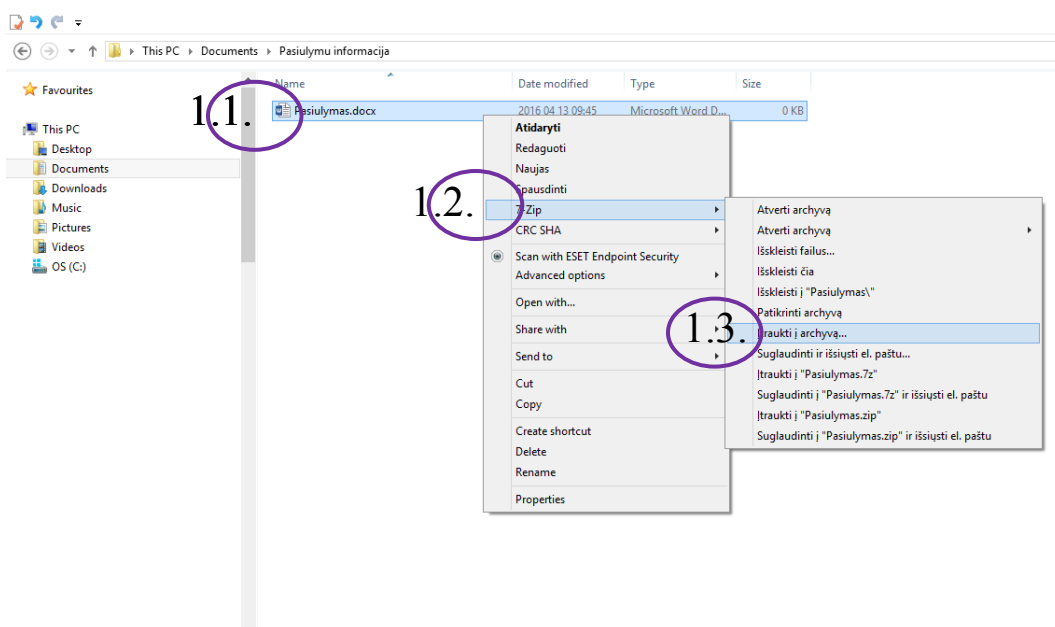 This PC Documents Pasiulymu informacija
Favourites
This PC
Desktop
Documents
Downloads
Music
Pictures
Videos
OS (C:)
Name Date modified Type Size
Pasiulymas.docx 2016 04 13 09:45 Microsoft Word D... 0 KB
1.1.
Atidaryti
Redaguoti
Naujas
Spausdinti
1.2.
7-Zip
CRC SHA
Scan with ESET Endpoint Security
Advanced options
Open with...
Share with
Send to
Cut
Copy
Create shortcut
Delete
Rename
Properties
Atverti archyvą
Atverti archyvą
Išskleisti failus...
Išskleisti čia
Išskleisti į "Pasiulymas\"
Patikrinti archyvą
1.3.
Įtraukti į archyvą...
Suglaudinti ir išsiųsti el. paštu...
Įtraukti į "Pasiulymas.7z"
Suglaudinti į "Pasiulymas.7z" ir išsiųsti el. paštu
Įtraukti į "Pasiulymas.zip"
Suglaudinti į "Pasiulymas.zip" ir išsiųsti el. paštu